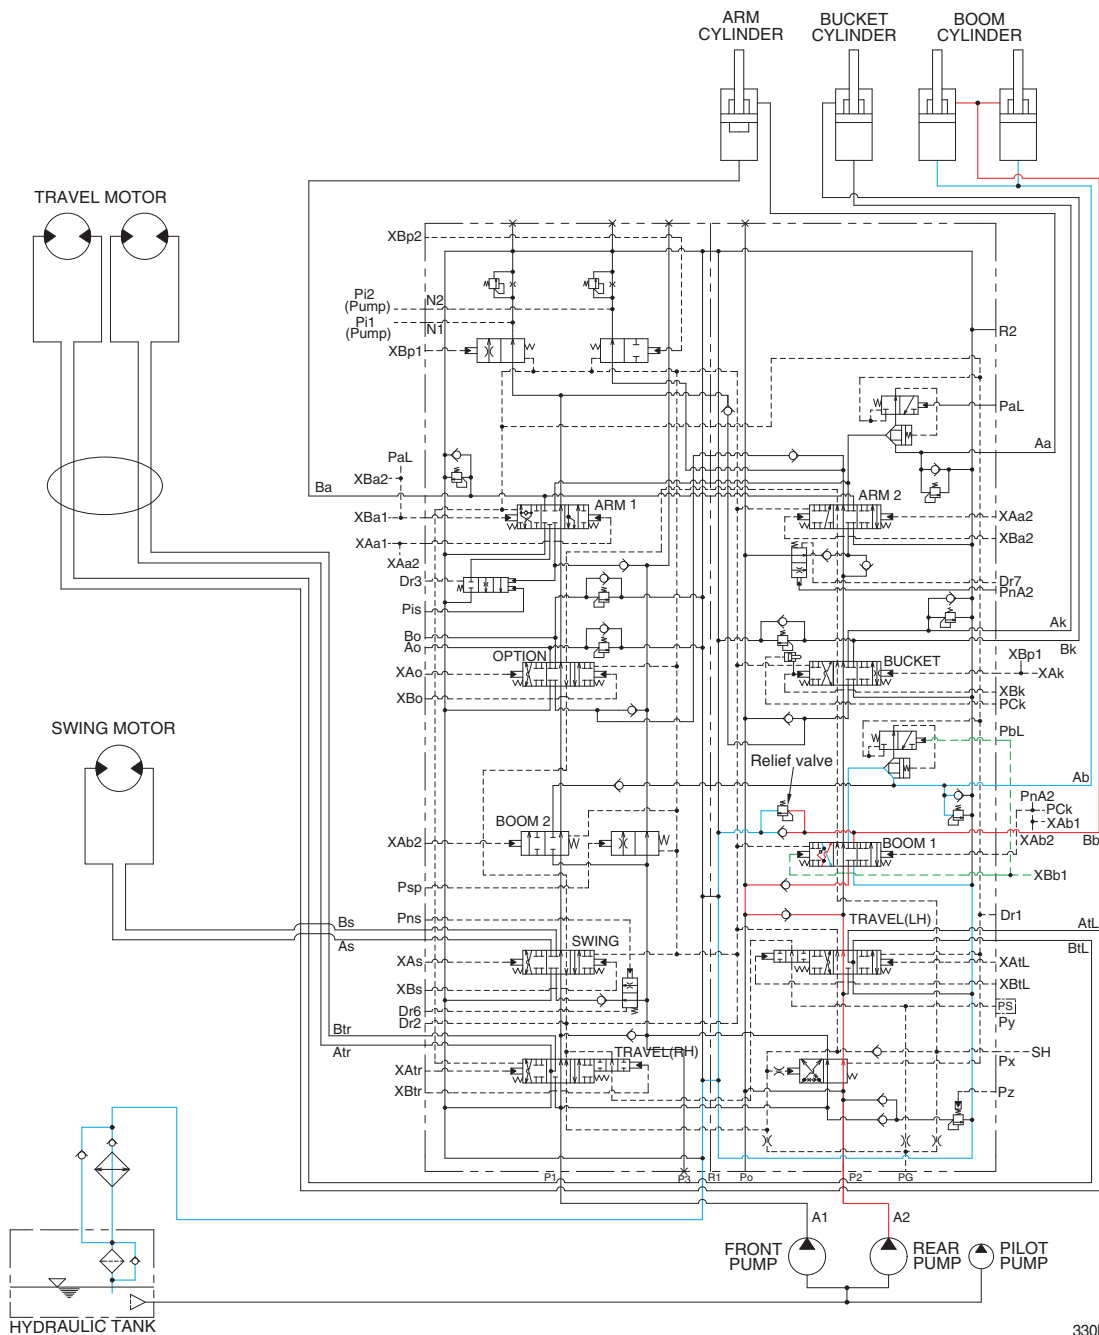 ARM
CYLINDER
BUCKET
CYLINDER
BOOM
CYLINDER
TRAVEL MOTOR
XBp2
Pi2
(Pump)
N2
Pi1
(Pump)
N1
XBp1
R2
PaL
Aa
PaL
XBa2
Ba
XBa1
ARM 1
ARM 2
XAa2
XAa1
XBa2
XAa2
Dr3
Dr7
PnA2
Pis
Bo
Ao
Ak
Bk
OPTION
BUCKET
XBp1
XAo
XAk
XBo
XBk
PCk
SWING MOTOR
PbL
Relief valve
Ab
PnA2
PCk
XAb1
BOOM 2
XAb2
BOOM 1
XAb2
Bb
XBb1
Psp
Pns
TRAVEL(LH)
Dr1
AtL
Bs
As
SWING
BtL
XAs
XAtL
XBs
XBtL
Dr6
PS
Dr2
Py
Btr
Atr
TRAVEL(RH)
SH
Px
XAtr
XBtr
Pz
P1
P3
R1
Po
P2
PG
A1
A2
FRONT
PUMP
REAR
PUMP
PILOT
PUMP
HYDRAULIC TANK